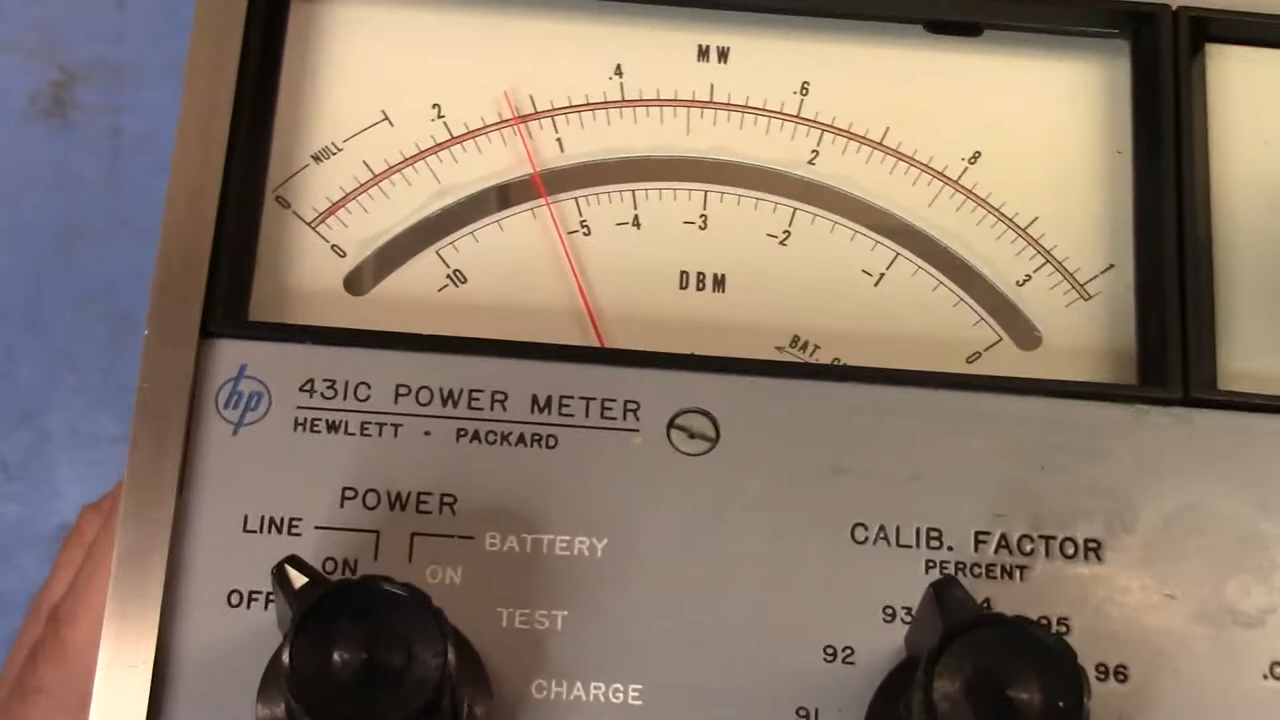 MW
.2 .4 .6 .8 1
NULL
0
0 1 2 3
-10 -5 -4 -3 -2 -1 0
DBM
BAT.
hp
431C POWER METER
HEWLETT - PACKARD
POWER
LINE
BATTERY
ON
ON
OFF
TEST
CHARGE
CALIB. FACTOR
PERCENT
93 4 95
92 96
91